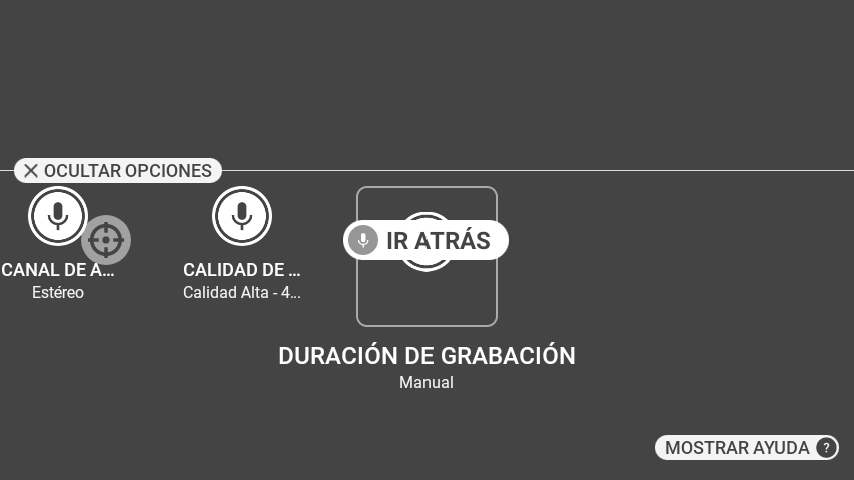 OCULTAR OPCIONES
IR ATRÁS
CANAL DE A...
Estéreo
CALIDAD DE ...
Calidad Alta - 4...
DURACIÓN DE GRABACIÓN
Manual
MOSTRAR AYUDA ?